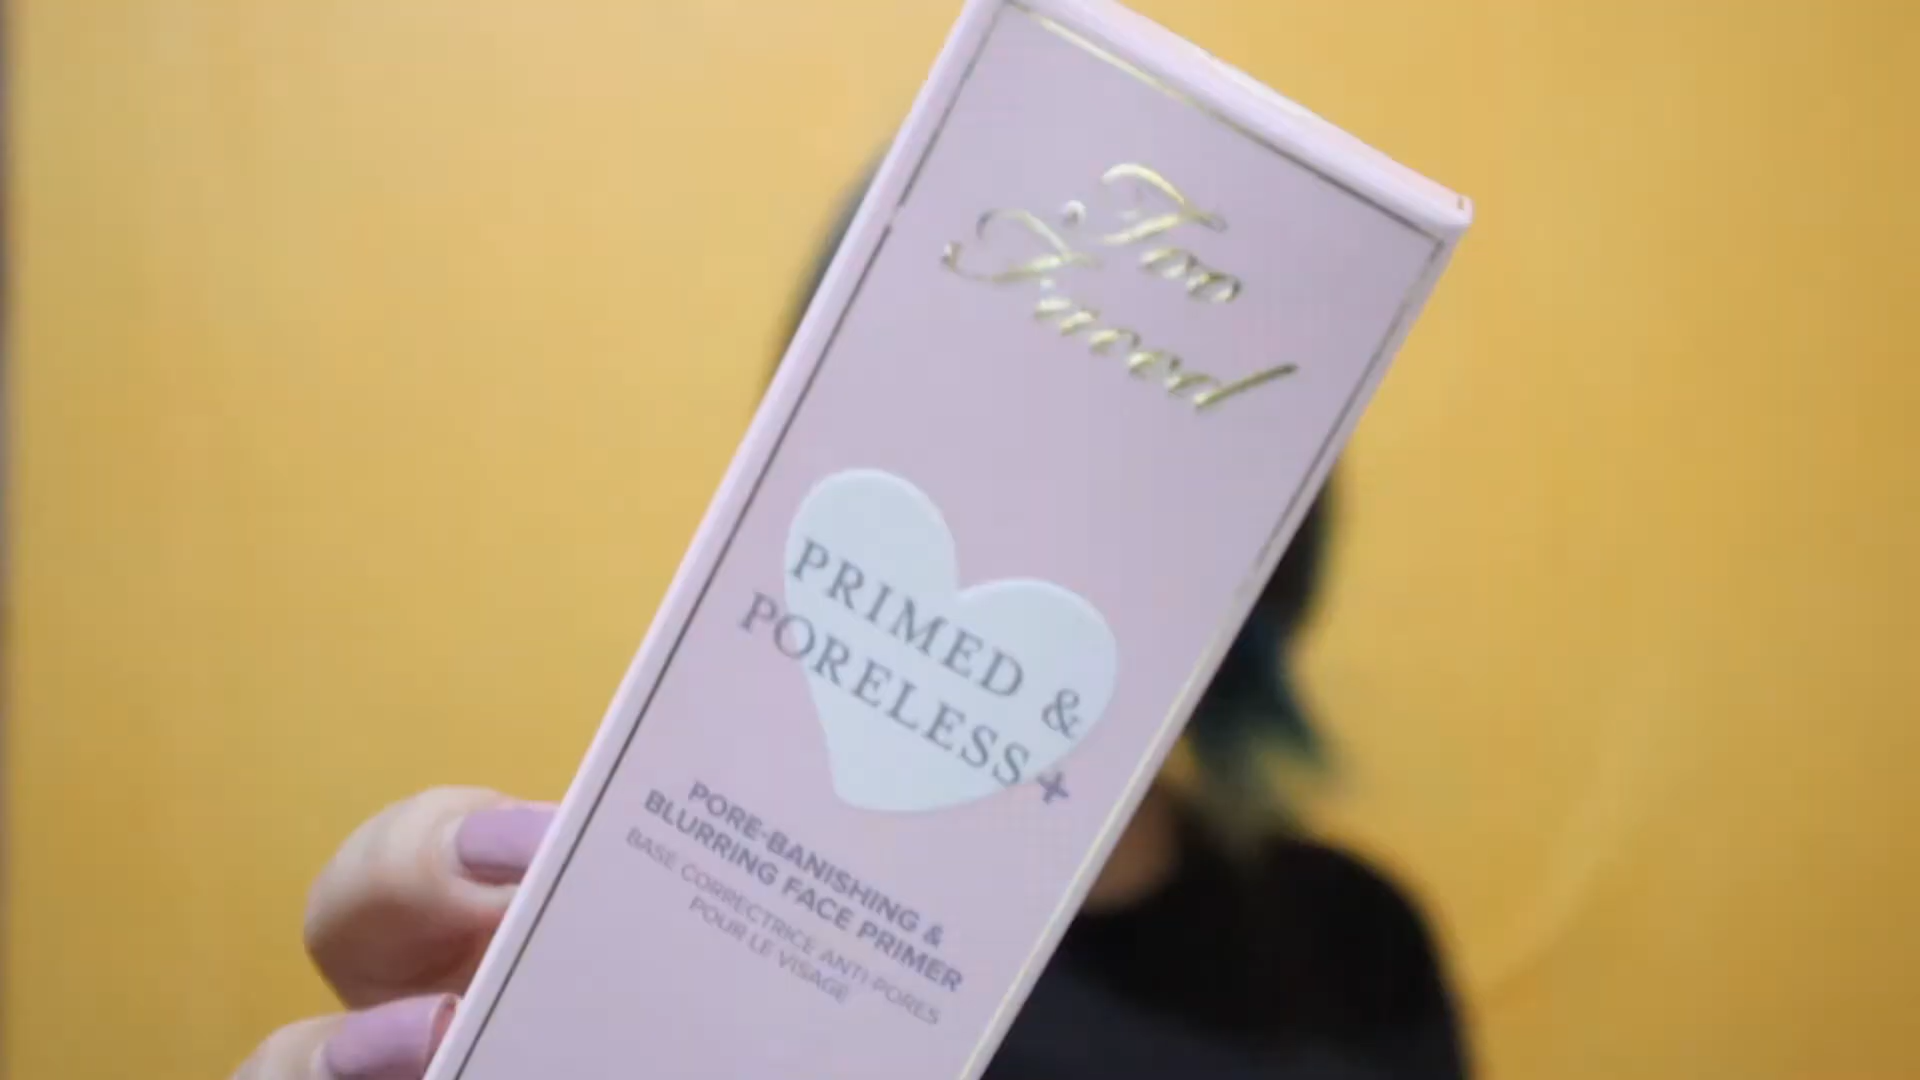 Too
Faced
PRIMED &
PORELESS+
PORE-BANISHING &
BLURRING FACE PRIMER
BASE CORRECTRICE ANTI-PORES
POUR LE VISAGE